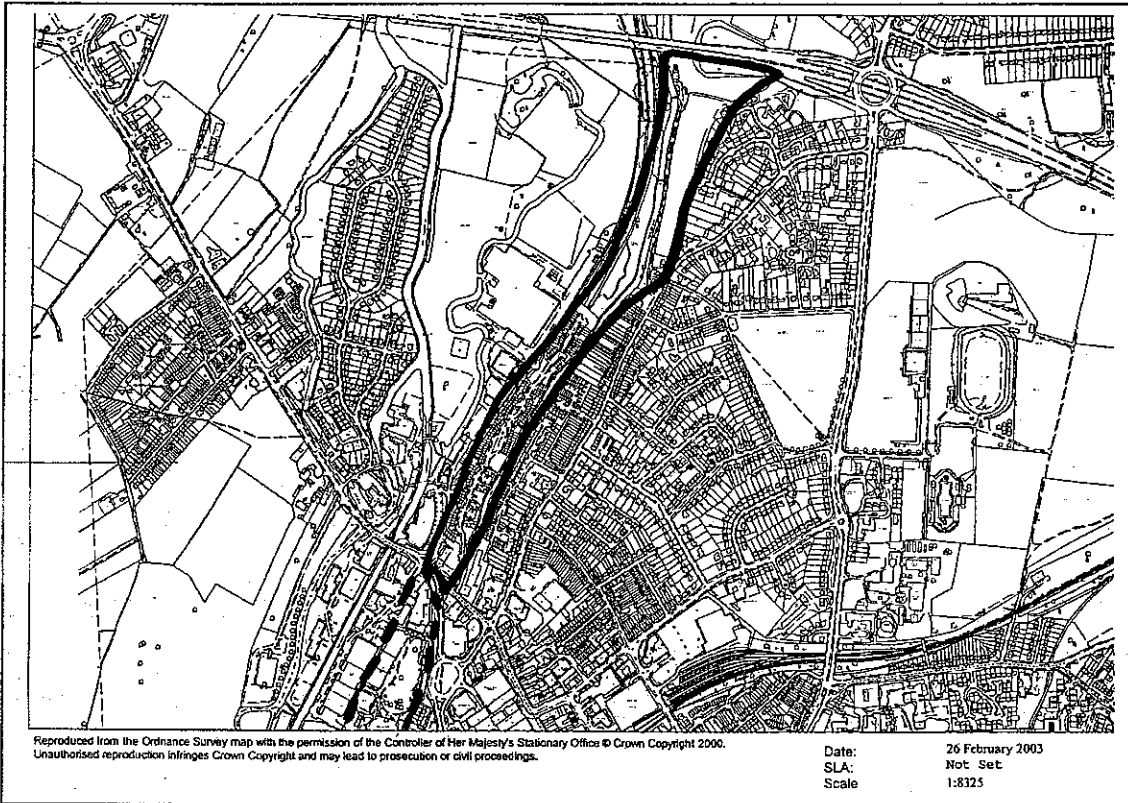 Reproduced from the Ordnance Survey map with the permission of the Controller of Her Majesty's Stationary Office © Crown Copyright 2000.
Unauthorised reproduction infringes Crown Copyright and may lead to prosecution or civil proceedings.
Date: 26 February 2003
SLA: Not Set
Scale 1:8325